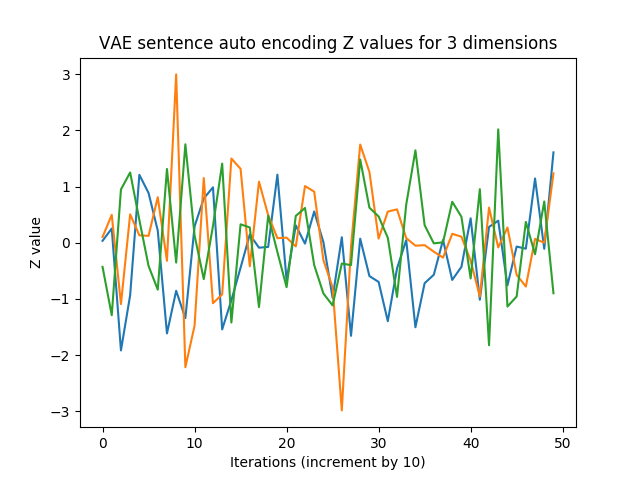 VAE sentence auto encoding Z values for 3 dimensions
3
2
1
0
−1
−2
−3
Z value
0 10 20 30 40 50
Iterations (increment by 10)